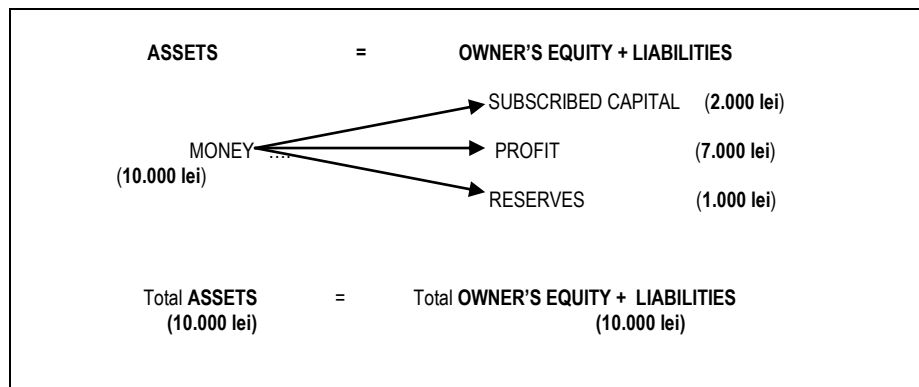 ASSETS = OWNER'S EQUITY + LIABILITIES
SUBSCRIBED CAPITAL (2.000 lei)
MONEY .... PROFIT (7.000 lei)
(10.000 lei)
RESERVES (1.000 lei)
Total ASSETS = Total OWNER'S EQUITY + LIABILITIES
(10.000 lei) (10.000 lei)